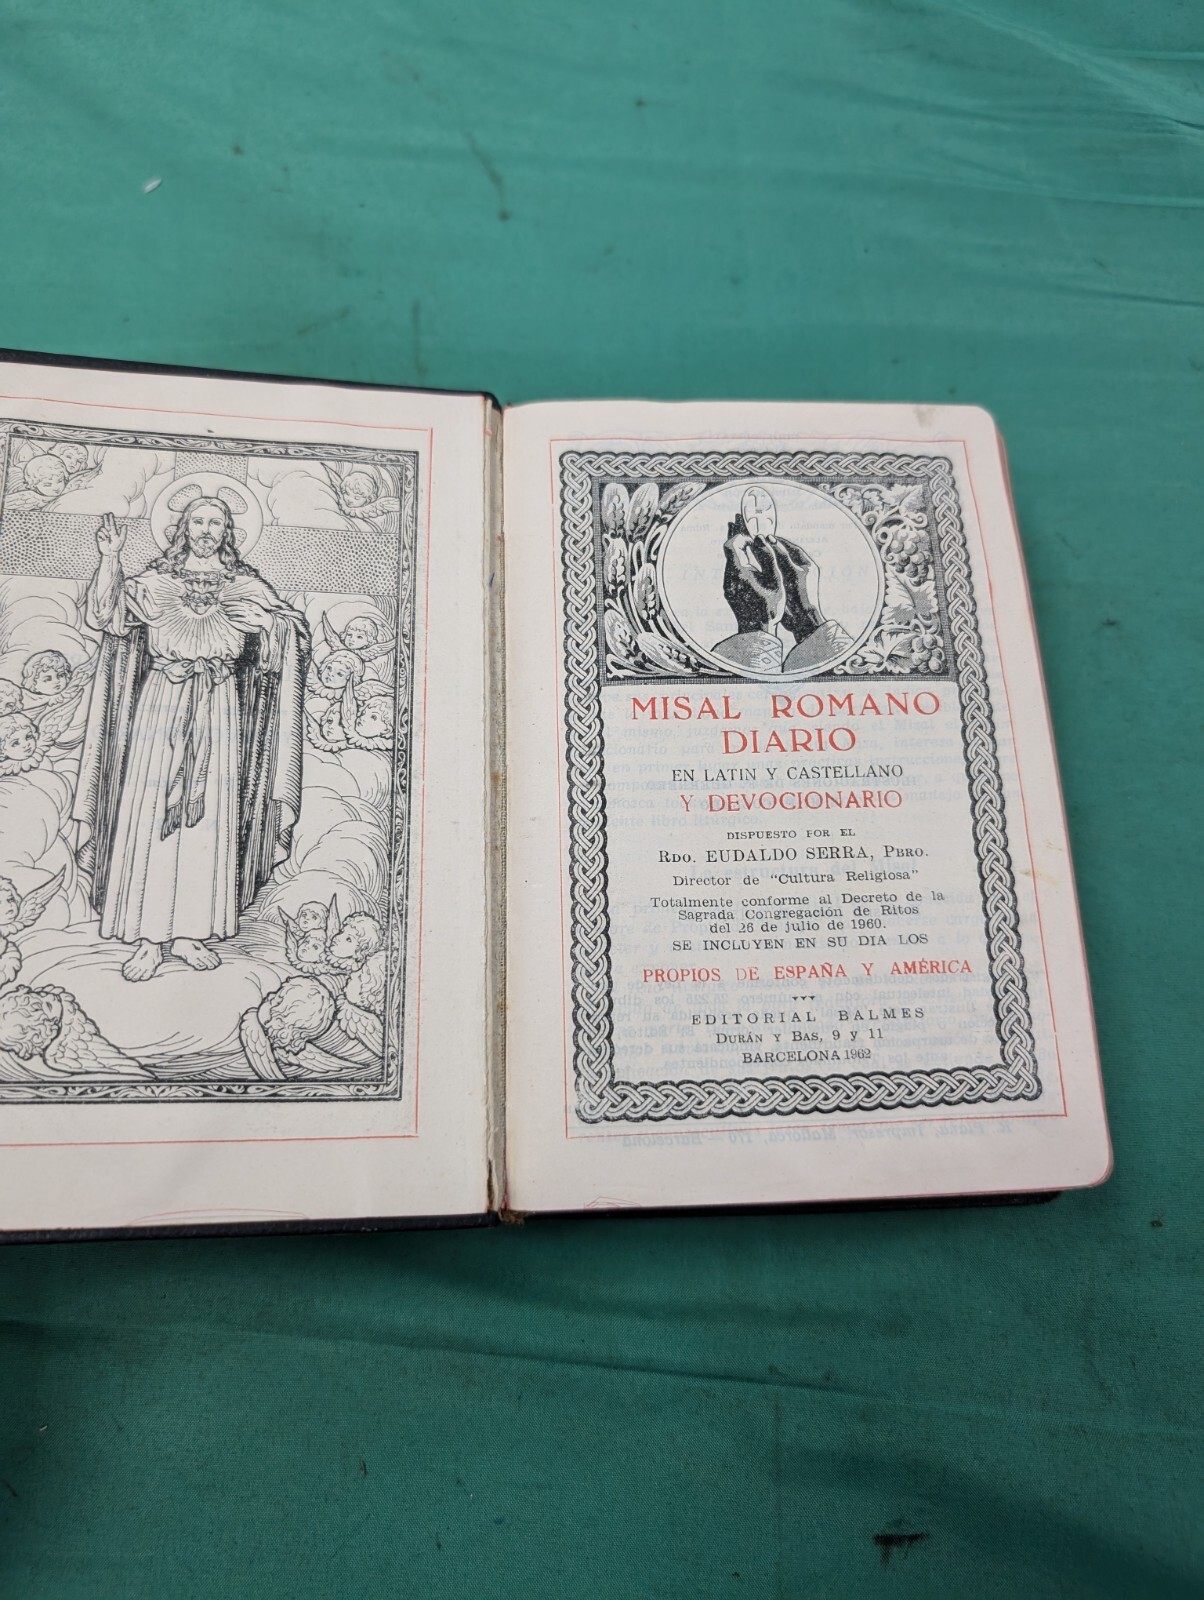 MISAL ROMANO
DIARIO
EN LATIN Y CASTELLANO
Y DEVOCIONARIO
DISPUESTO POR EL
RDO. EUDALDO SERRA, PBRO.
Director de "Cultura Religiosa"
Totalmente conforme al Decreto de la
Sagrada Congregación de Ritos
del 26 de julio de 1960.
SE INCLUYEN EN SU DIA LOS
PROPIOS DE ESPAÑA Y AMÉRICA
EDITORIAL BALMES
DURÁN Y BAS, 9 y 11
BARCELONA 1962